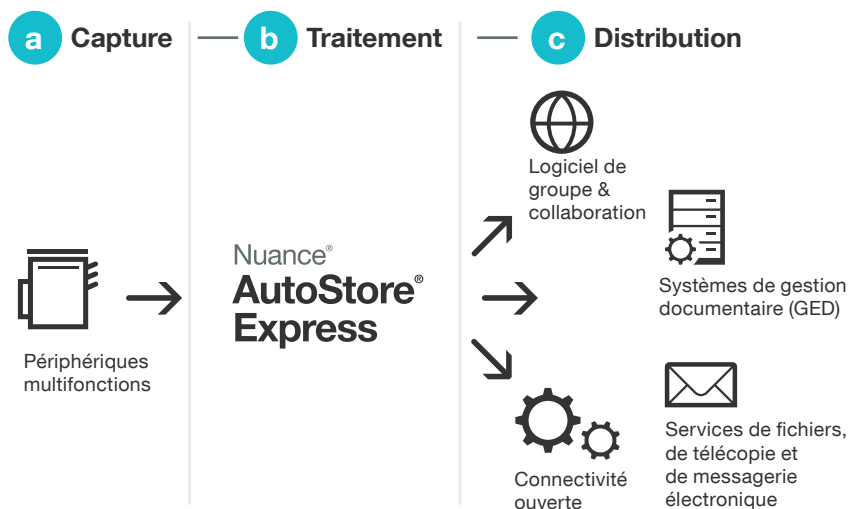 a Capture
b Traitement
c Distribution
Périphériques
multifonctions
Nuance®
AutoStore®
Express
Logiciel de
groupe &
collaboration
Systèmes de gestion
documentaire (GED)
Connectivité
ouverte
Services de fichiers,
de télécopie et
de messagerie
électronique